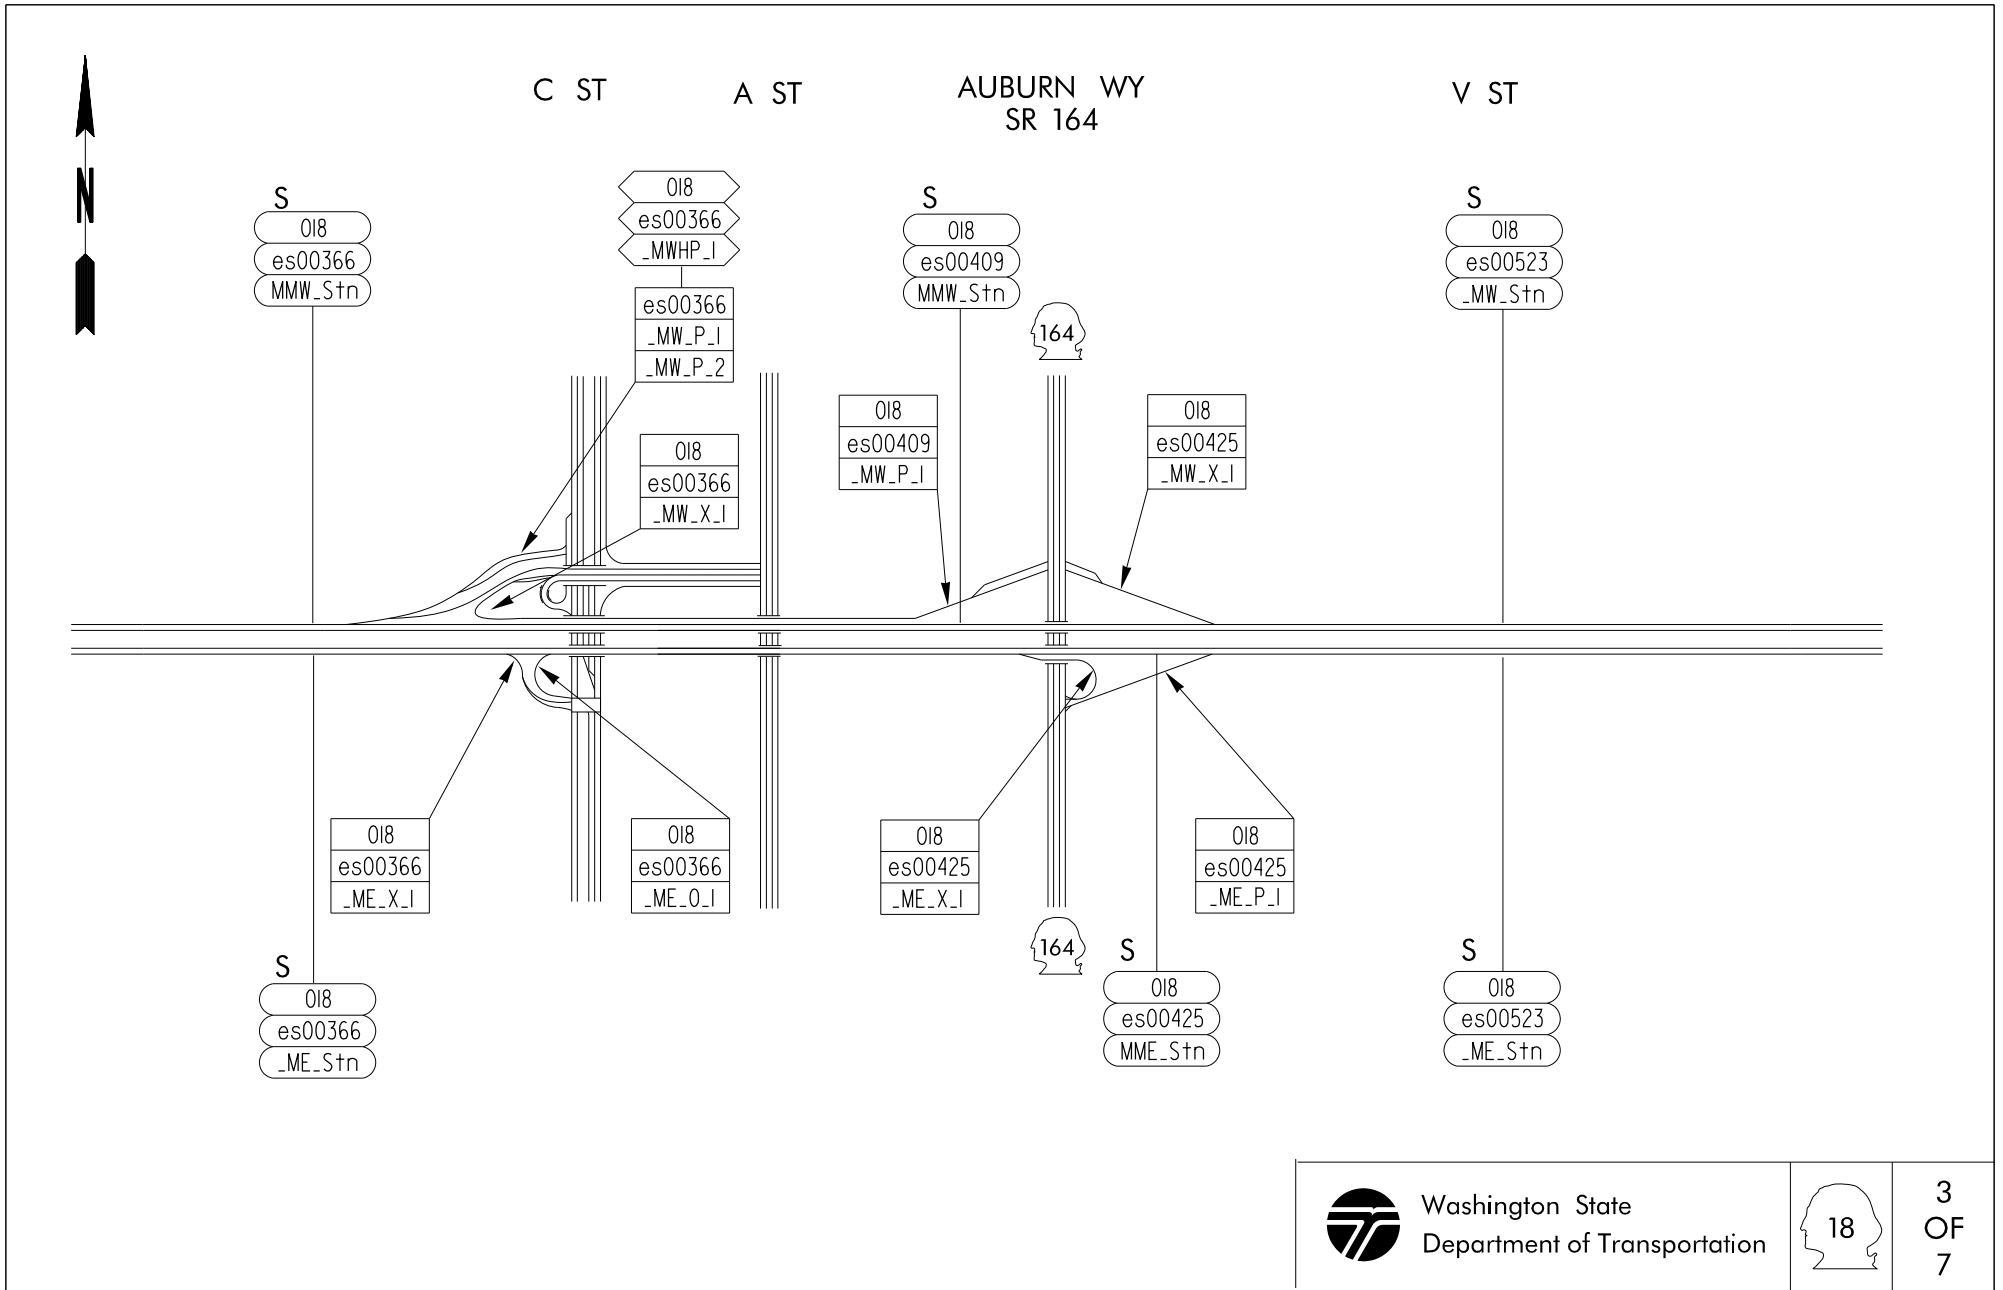 C ST
A ST
AUBURN WY
SR 164
V ST
N
S
018
es00366
MMW_Stn
018
es00366
_MWHP_1
es00366
_MW_P_1
_MW_P_2
018
es00366
_MW_X_1
S
018
es00409
MMW_Stn
164
018
es00409
_MW_P_1
018
es00425
_MW_X_1
S
018
es00523
_MW_Stn
018
es00366
_ME_X_1
018
es00366
_ME_O_1
018
es00425
_ME_X_1
018
es00425
_ME_P_1
164
S
018
es00366
_ME_Stn
S
018
es00425
MME_Stn
S
018
es00523
_ME_Stn
Washington State
Department of Transportation
18
3
OF
7